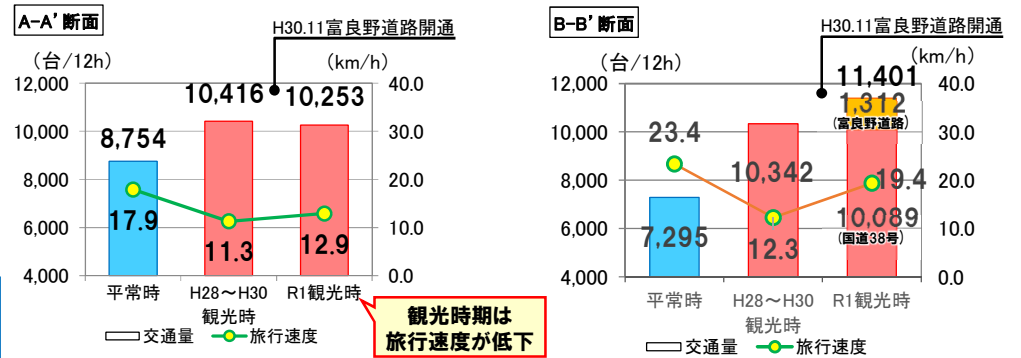 A-A’断面
H30.11富良野道路開通
（台/12h）
（km/h）
12,000
10,000
8,000
6,000
4,000
40.0
30.0
20.0
10.0
0.0
8,754
10,416
10,253
17.9
11.3
12.9
平常時
H28～H30
観光時
R1観光時
交通量
旅行速度
観光時期は
旅行速度が低下
B-B’断面
H30.11富良野道路開通
（台/12h）
（km/h）
12,000
10,000
8,000
6,000
4,000
40.0
30.0
20.0
10.0
0.0
11,401
1,312
(富良野道路)
23.4
10,342
19.4
7,295
12.3
10,089
(国道38号)
平常時
H28～H30
観光時
R1観光時
交通量
旅行速度